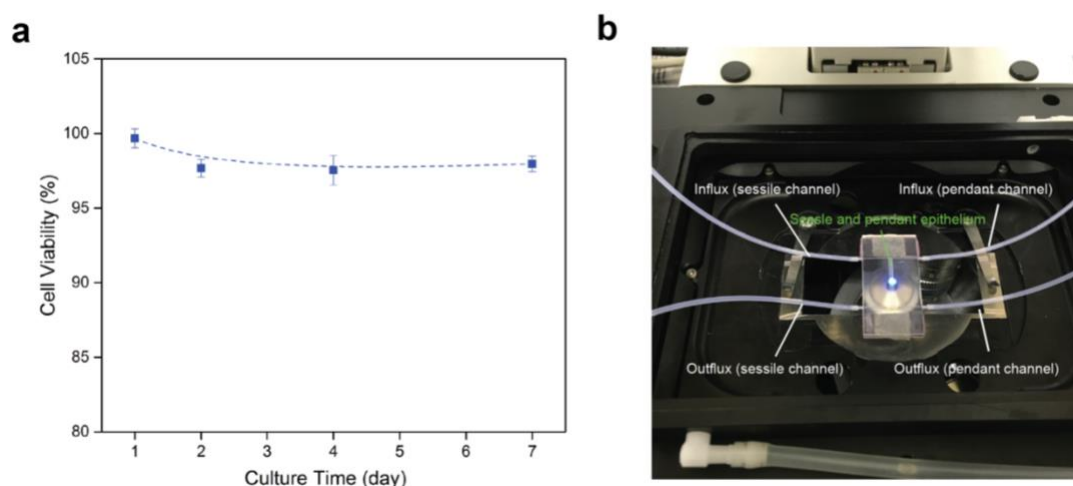 a
105
100
95
90
85
80
Cell Viability (%)
1 2 3 4 5 6 7
Culture Time (day)
b
Influx (sessile channel)
Influx (pendant channel)
Sessile and pendant epithelium
Outflux (sessile channel)
Outflux (pendant channel)